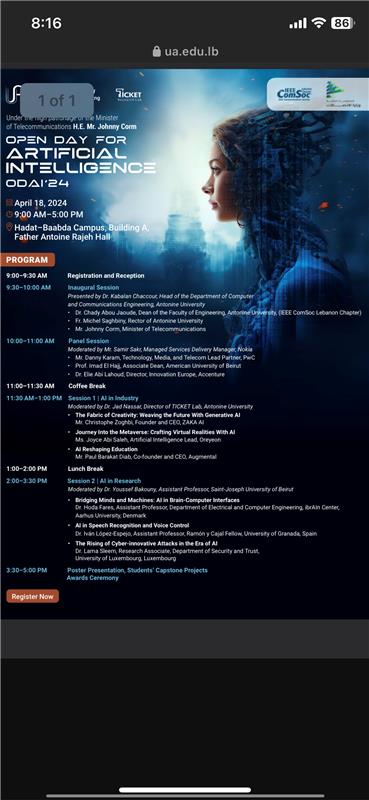 8:16
86
ua.edu.lb
1 of 1
TICKET
Research Lab
IEEE
ComSoc
Under the high patronage of the Minister
of Telecommunications H.E. Mr. Johnny Corm
OPEN DAY FOR
ARTIFICIAL
INTELLIGENCE
ODAI'24
April 18, 2024
9:00 AM–5:00 PM
Hadat–Baabda Campus, Building A,
Father Antoine Rajeh Hall
PROGRAM
9:00–9:30 AM Registration and Reception
9:30–10:00 AM Inaugural Session
Presented by Dr. Kabalan Chaccour, Head of the Department of Computer
and Communications Engineering, Antonine University
• Dr. Chady Abou Jaoude, Dean of the Faculty of Engineering, Antonine University, (IEEE ComSoc Lebanon Chapter)
• Fr. Michel Saghbiny, Rector of Antonine University
• Mr. Johnny Corm, Minister of Telecommunications
10:00–11:00 AM Panel Session
Moderated by Mr. Samir Sakr, Managed Services Delivery Manager, Nokia
• Mr. Danny Karam, Technology, Media, and Telecom Lead Partner, PwC
• Prof. Imad El Hajj, Associate Dean, American University of Beirut
• Dr. Elie Abi Lahoud, Director, Innovation Europe, Accenture
11:00–11:30 AM Coffee Break
11:30 AM–1:00 PM Session 1 | AI in Industry
Moderated by Dr. Jad Nassar, Director of TICKET Lab, Antonine University
• The Fabric of Creativity: Weaving the Future With Generative AI
Mr. Christophe Zoghbi, Founder and CEO, ZAKA AI
• Journey Into the Metaverse: Crafting Virtual Realities With AI
Ms. Joyce Abi Saleh, Artificial Intelligence Lead, Oreyeon
• AI Reshaping Education
Mr. Paul Barakat Diab, Co-founder and CEO, Augmental
1:00–2:00 PM Lunch Break
2:00–3:30 PM Session 2 | AI in Research
Moderated by Dr. Youssef Bakouny, Assistant Professor, Saint-Joseph University of Beirut
• Bridging Minds and Machines: AI in Brain-Computer Interfaces
Dr. Hoda Fares, Assistant Professor, Department of Electrical and Computer Engineering, ibrAIn Center,
Aarhus University, Denmark
• AI in Speech Recognition and Voice Control
Dr. Iván López-Espejo, Assistant Professor, Ramón y Cajal Fellow, University of Granada, Spain
• The Rising of Cyber-innovative Attacks in the Era of AI
Dr. Lama Sleem, Research Associate, Department of Security and Trust,
University of Luxembourg, Luxembourg
3:30–5:00 PM Poster Presentation, Students' Capstone Projects
Awards Ceremony
Register Now